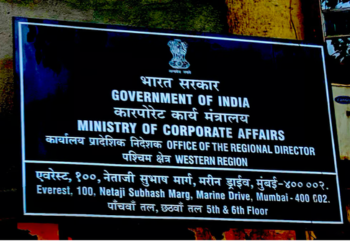 भारत सरकार
GOVERNMENT OF INDIA
कारपोरेट कार्य मंत्रालय
MINISTRY OF CORPORATE AFFAIRS
कार्यालय प्रादेशिक निदेशक OFFICE OF THE REGIONAL DIRECTOR
पश्चिम क्षेत्र WESTERN REGION
एवरेस्ट, १००, नेताजी सुभाष मार्ग, मरीन ड्राईव, मुंबई-४०० ००२.
Everest, 100, Netaji Subhash Marg, Marine Drive, Mumbai - 400 002.
पाँचवाँ तल, छठवाँ तल 5th & 6th Floor